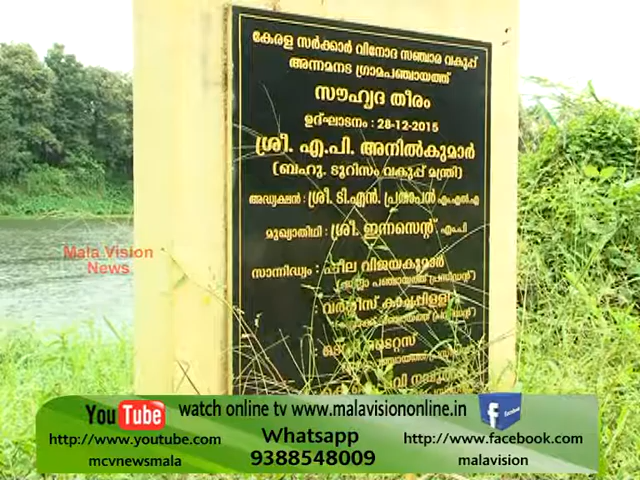 കേരള സർക്കാർ വിനോദ സഞ്ചാര വകുപ്പ്
അന്നമനട ഗ്രാമപഞ്ചായത്ത്
സൗഹൃദ തീരം
ഉദ്ഘാടനം : 28-12-2015
ശ്രീ. എ.പി. അനിൽകുമാർ
(ബഹു. ടൂറിസം വകുപ്പ് മന്ത്രി)
അദ്ധ്യക്ഷൻ : ശ്രീ. ടി.എൻ. പ്രതാപൻ എം.എൽ.എ
മുഖ്യാതിഥി : ശ്രീ. ഇന്നസെന്റ് എം.പി
Mala Vision
News
സാന്നിദ്ധ്യം : ഷീല വിജയകുമാർ
: വർഗ്ഗീസ് കാച്ചപ്പിള്ളി
YouTube watch online tv www.malavisiononline.in facebook
http://www.youtube.com Whatsapp http://www.facebook.com
mcvnewsmala 9388548009 malavision